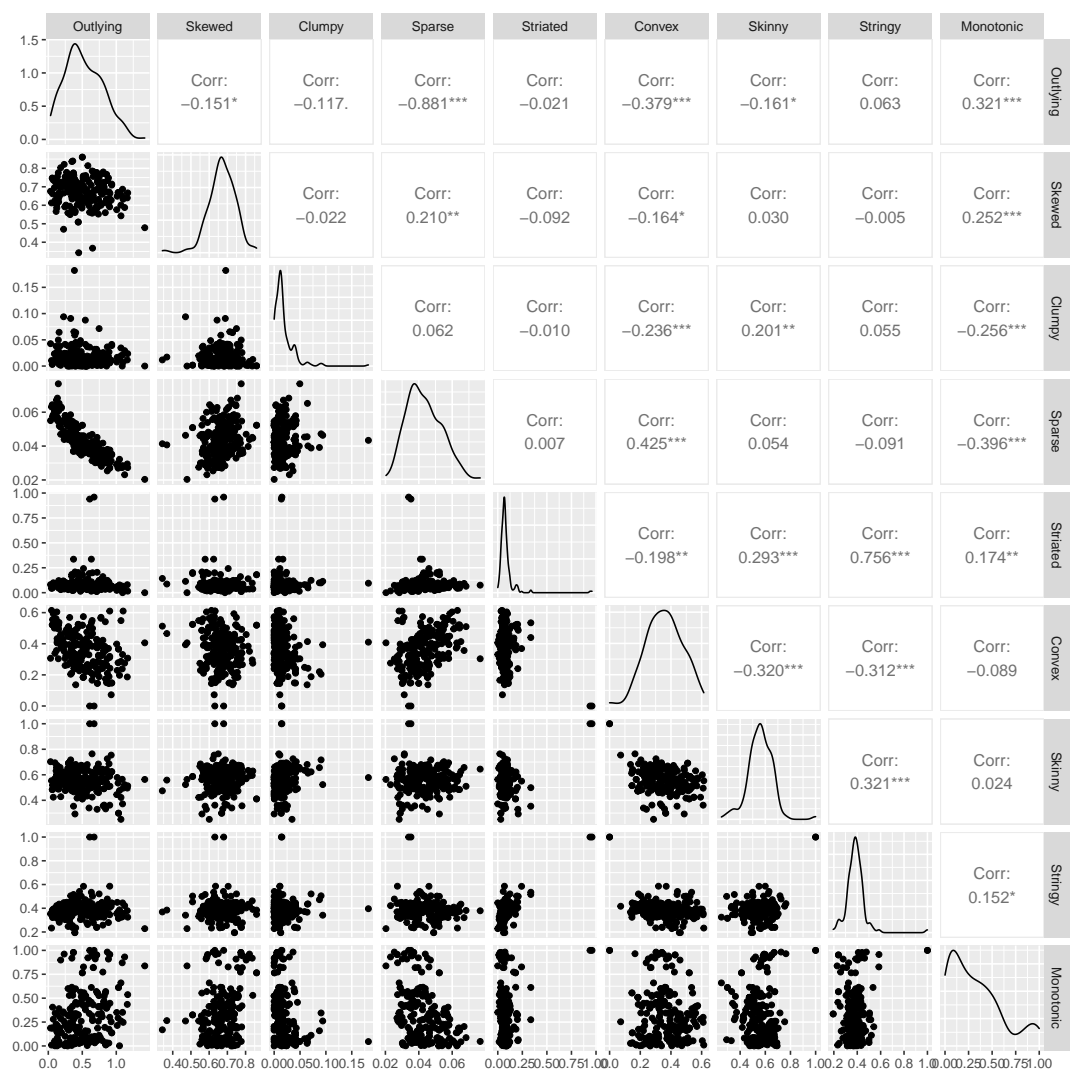 Outlying Skewed Clumpy Sparse Striated Convex Skinny Stringy Monotonic
1.5
1.0
0.5
0.0
Corr:
−0.151*
Corr:
−0.117.
Corr:
−0.881***
Corr:
−0.021
Corr:
−0.379***
Corr:
−0.161*
Corr:
0.063
Corr:
0.321***
Outlying
0.8
0.7
0.6
0.5
0.4
Corr:
−0.022
Corr:
0.210**
Corr:
−0.092
Corr:
−0.164*
Corr:
0.030
Corr:
−0.005
Corr:
0.252***
Skewed
0.15
0.10
0.05
0.00
Corr:
0.062
Corr:
−0.010
Corr:
−0.236***
Corr:
0.201**
Corr:
0.055
Corr:
−0.256***
Clumpy
0.06
0.04
0.02
Corr:
0.007
Corr:
0.425***
Corr:
0.054
Corr:
−0.091
Corr:
−0.396***
Sparse
1.00
0.75
0.50
0.25
0.00
Corr:
−0.198**
Corr:
0.293***
Corr:
0.756***
Corr:
0.174**
Striated
0.6
0.4
0.2
0.0
Corr:
−0.320***
Corr:
−0.312***
Corr:
−0.089
Convex
1.0
0.8
0.6
0.4
Corr:
0.321***
Corr:
0.024
Skinny
1.0
0.8
0.6
0.4
0.2
Corr:
0.152*
Stringy
1.00
0.75
0.50
0.25
0.00
Monotonic
0.0 0.5 1.0
0.40.50.60.70.8
0.00 0.05 0.10 0.15
0.02 0.04 0.06
0.000.250.500.751.00
0.0 0.2 0.4 0.6
0.4 0.6 0.8 1.0
0.2 0.4 0.6 0.8 1.0
0.000.250.500.751.00